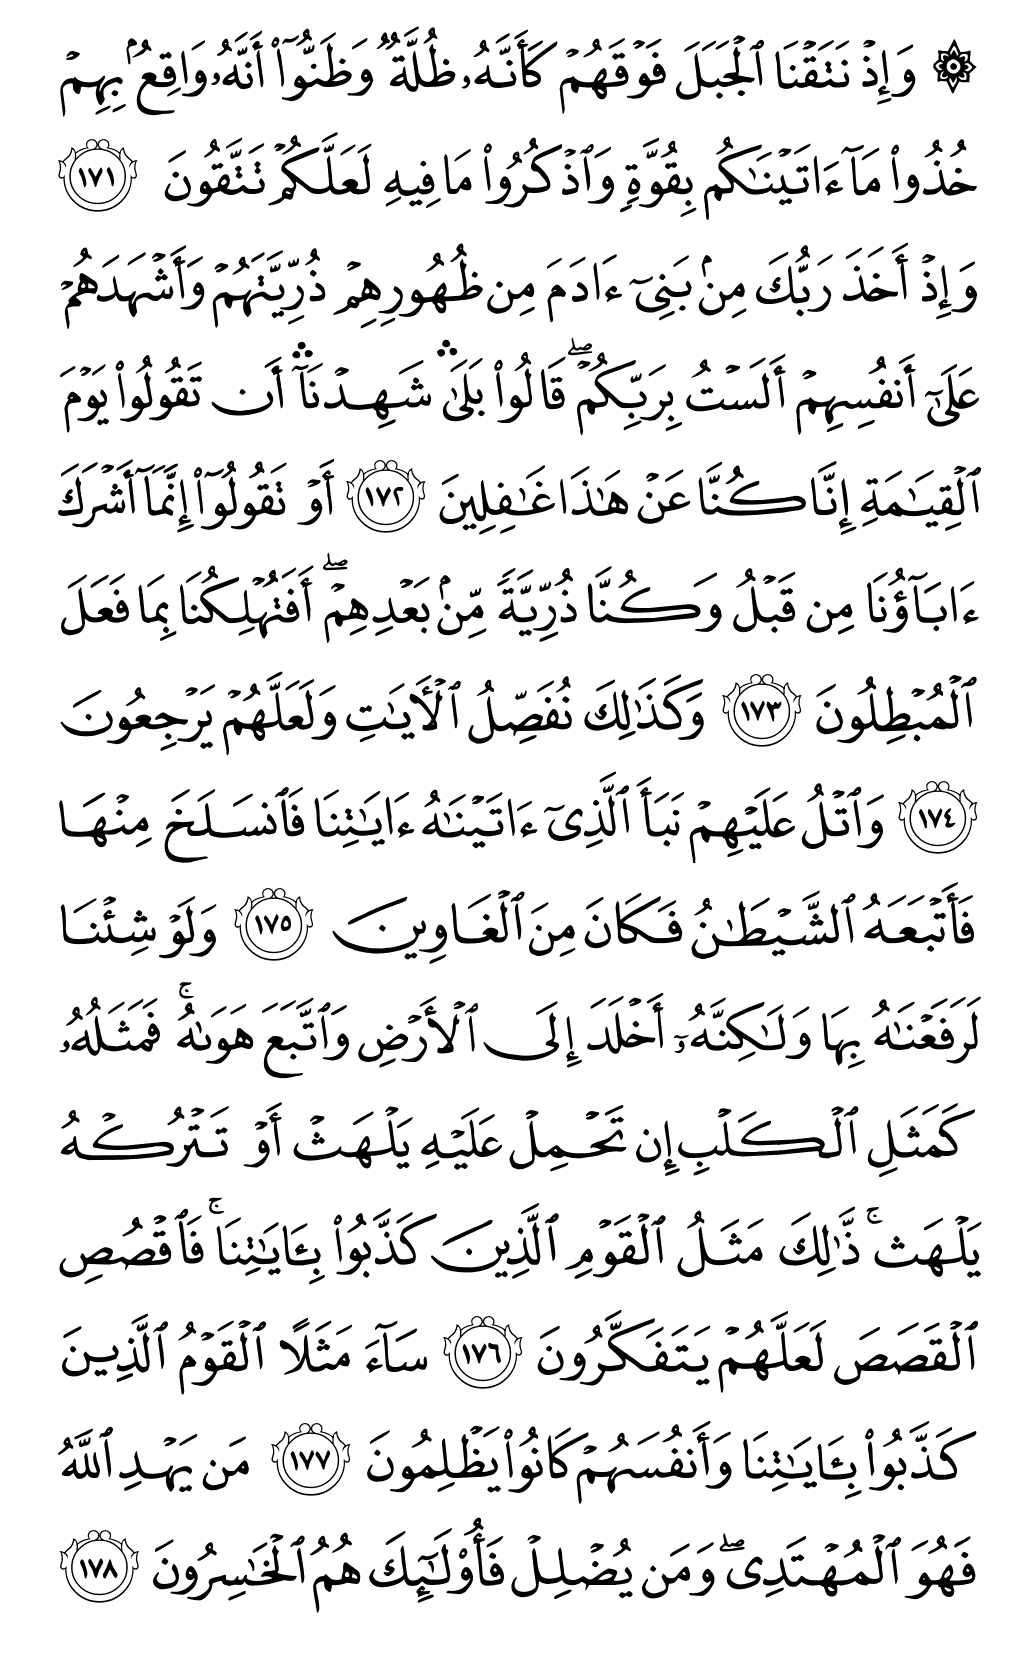 ۞ وَإِذْ نَتَقْنَا ٱلْجَبَلَ فَوْقَهُمْ كَأَنَّهُۥ ظُلَّةٌ وَظَنُّوٓا۟ أَنَّهُۥ وَاقِعٌۢ بِهِمْ
خُذُوا۟ مَآ ءَاتَيْنَـٰكُم بِقُوَّةٍ وَٱذْكُرُوا۟ مَا فِيهِ لَعَلَّكُمْ تَتَّقُونَ ١٧١
وَإِذْ أَخَذَ رَبُّكَ مِنۢ بَنِىٓ ءَادَمَ مِن ظُهُورِهِمْ ذُرِّيَّتَهُمْ وَأَشْهَدَهُمْ
عَلَىٰٓ أَنفُسِهِمْ أَلَسْتُ بِرَبِّكُمْ ۖ قَالُوا۟ بَلَىٰ ۛ شَهِدْنَآ ۛ أَن تَقُولُوا۟ يَوْمَ
ٱلْقِيَـٰمَةِ إِنَّا كُنَّا عَنْ هَـٰذَا غَـٰفِلِينَ ١٧٢ أَوْ تَقُولُوٓا۟ إِنَّمَآ أَشْرَكَ
ءَابَآؤُنَا مِن قَبْلُ وَكُنَّا ذُرِّيَّةً مِّنۢ بَعْدِهِمْ ۖ أَفَتُهْلِكُنَا بِمَا فَعَلَ
ٱلْمُبْطِلُونَ ١٧٣ وَكَذَٰلِكَ نُفَصِّلُ ٱلْـَٔايَـٰتِ وَلَعَلَّهُمْ يَرْجِعُونَ
١٧٤ وَٱتْلُ عَلَيْهِمْ نَبَأَ ٱلَّذِىٓ ءَاتَيْنَـٰهُ ءَايَـٰتِنَا فَٱنسَلَخَ مِنْهَا
فَأَتْبَعَهُ ٱلشَّيْطَـٰنُ فَكَانَ مِنَ ٱلْغَاوِينَ ١٧٥ وَلَوْ شِئْنَا
لَرَفَعْنَـٰهُ بِهَا وَلَـٰكِنَّهُۥٓ أَخْلَدَ إِلَى ٱلْأَرْضِ وَٱتَّبَعَ هَوَىٰهُ ۚ فَمَثَلُهُۥ
كَمَثَلِ ٱلْكَلْبِ إِن تَحْمِلْ عَلَيْهِ يَلْهَثْ أَوْ تَتْرُكْهُ
يَلْهَث ۚ ذَّٰلِكَ مَثَلُ ٱلْقَوْمِ ٱلَّذِينَ كَذَّبُوا۟ بِـَٔايَـٰتِنَا ۚ فَٱقْصُصِ
ٱلْقَصَصَ لَعَلَّهُمْ يَتَفَكَّرُونَ ١٧٦ سَآءَ مَثَلًا ٱلْقَوْمُ ٱلَّذِينَ
كَذَّبُوا۟ بِـَٔايَـٰتِنَا وَأَنفُسَهُمْ كَانُوا۟ يَظْلِمُونَ ١٧٧ مَن يَهْدِ ٱللَّهُ
فَهُوَ ٱلْمُهْتَدِى ۖ وَمَن يُضْلِلْ فَأُو۟لَـٰٓئِكَ هُمُ ٱلْخَـٰسِرُونَ ١٧٨